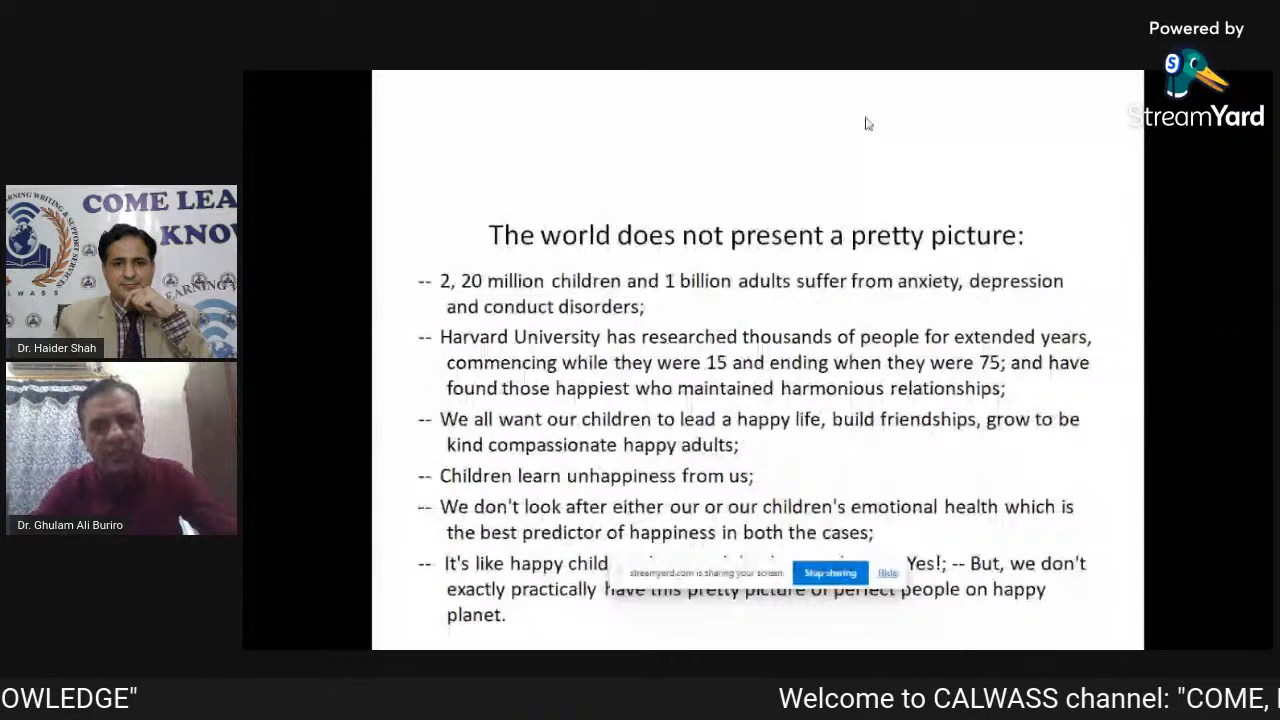 Powered by
StreamYard
The world does not present a pretty picture:
-- 2, 20 million children and 1 billion adults suffer from anxiety, depression
and conduct disorders;
-- Harvard University has researched thousands of people for extended years,
commencing while they were 15 and ending when they were 75; and have
found those happiest who maintained harmonious relationships;
-- We all want our children to lead a happy life, build friendships, grow to be
kind compassionate happy adults;
-- Children learn unhappiness from us;
-- We don't look after either our or our children's emotional health which is
the best predictor of happiness in both the cases;
-- It's like happy child Yes!; -- But, we don't
streamyard.com is sharing your screen. Stop sharing Hide
exactly practically have this pretty picture of perfect people on happy
planet.
COME LEA
KNOW
Dr. Haider Shah
Dr. Ghulam Ali Buriro
OWLEDGE" Welcome to CALWASS channel: "COME,